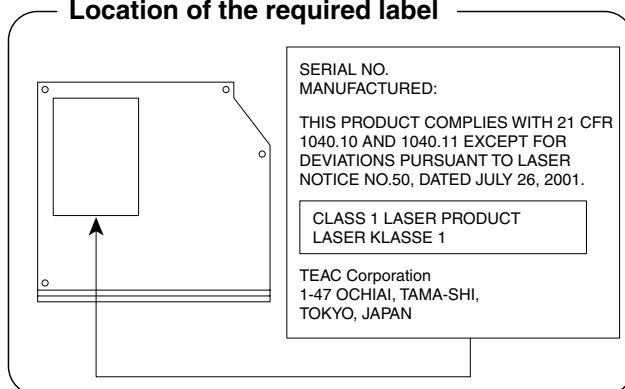 Location of the required label
SERIAL NO.
MANUFACTURED:
THIS PRODUCT COMPLIES WITH 21 CFR
1040.10 AND 1040.11 EXCEPT FOR
DEVIATIONS PURSUANT TO LASER
NOTICE NO.50, DATED JULY 26, 2001.
CLASS 1 LASER PRODUCT
LASER KLASSE 1
TEAC Corporation
1-47 OCHIAI, TAMA-SHI,
TOKYO, JAPAN